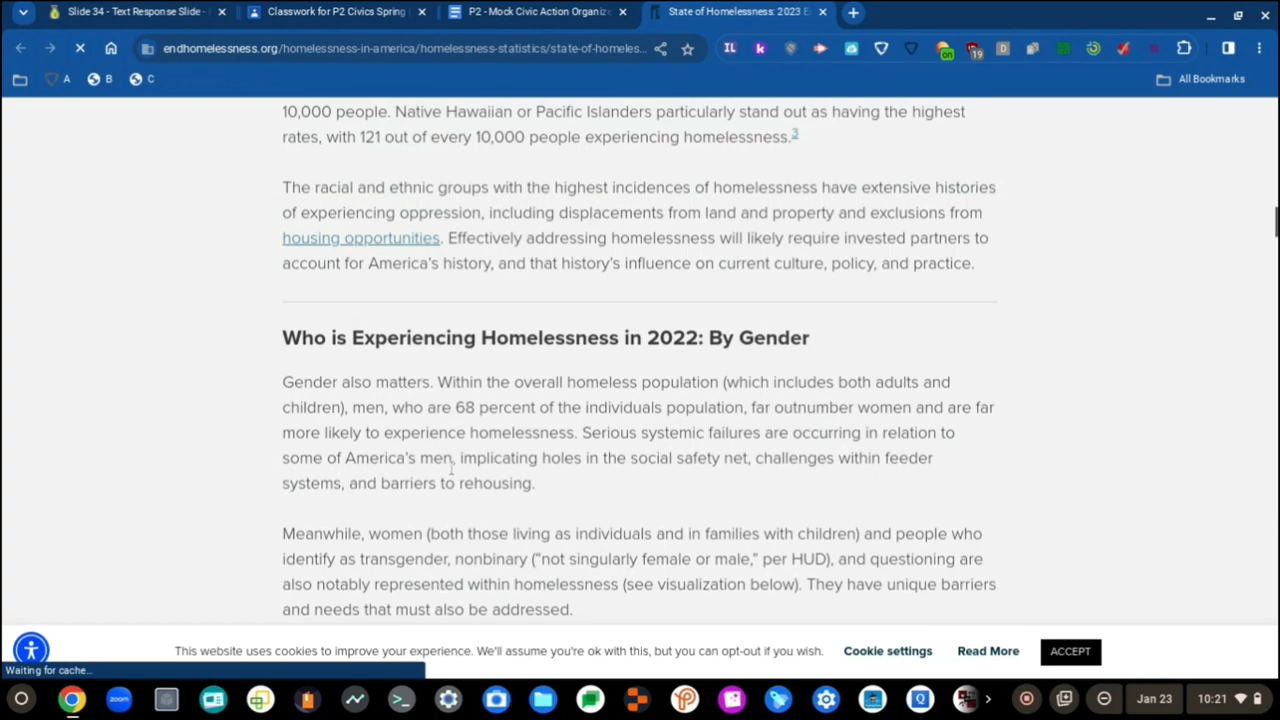 Slide 34 - Text Response Slide -
Classwork for P2 Civics Spring
P2 - Mock Civic Action Organize
State of Homelessness: 2023 E
endhomelessness.org/homelessness-in-america/homelessness-statistics/state-of-homeles...
IL
k
on
19
D
A
B
C
All Bookmarks
10,000 people. Native Hawaiian or Pacific Islanders particularly stand out as having the highest
rates, with 121 out of every 10,000 people experiencing homelessness.3
The racial and ethnic groups with the highest incidences of homelessness have extensive histories
of experiencing oppression, including displacements from land and property and exclusions from
housing opportunities. Effectively addressing homelessness will likely require invested partners to
account for America's history, and that history's influence on current culture, policy, and practice.
Who is Experiencing Homelessness in 2022: By Gender
Gender also matters. Within the overall homeless population (which includes both adults and
children), men, who are 68 percent of the individuals population, far outnumber women and are far
more likely to experience homelessness. Serious systemic failures are occurring in relation to
some of America's men, implicating holes in the social safety net, challenges within feeder
systems, and barriers to rehousing.
Meanwhile, women (both those living as individuals and in families with children) and people who
identify as transgender, nonbinary (“not singularly female or male,” per HUD), and questioning are
also notably represented within homelessness (see visualization below). They have unique barriers
and needs that must also be addressed.
This website uses cookies to improve your experience. We'll assume you're ok with this, but you can opt-out if you wish.
Cookie settings
Read More
ACCEPT
Waiting for cache...
zoom
Q
Jan 23
10:21